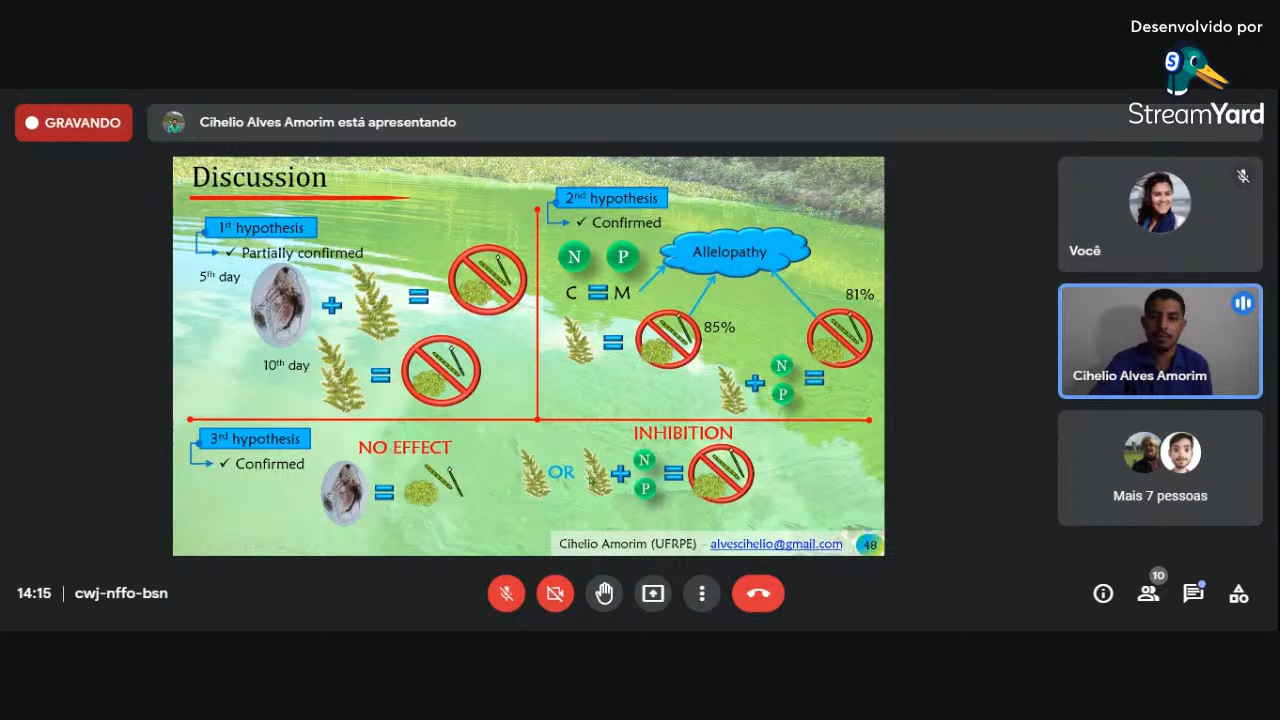 Desenvolvido por
S
StreamYard
GRAVANDO
Cihelio Alves Amorim está apresentando
Discussion
1st hypothesis
✓ Partially confirmed
5th day
10th day
2nd hypothesis
✓ Confirmed
N P
Allelopathy
C = M
81%
85%
N
P
3rd hypothesis
✓ Confirmed
NO EFFECT
INHIBITION
OR
N
P
Cihelio Amorim (UFRPE) – alvescihelio@gmail.com 48
Você
Cihelio Alves Amorim
Mais 7 pessoas
14:15 | cwj-nffo-bsn
10